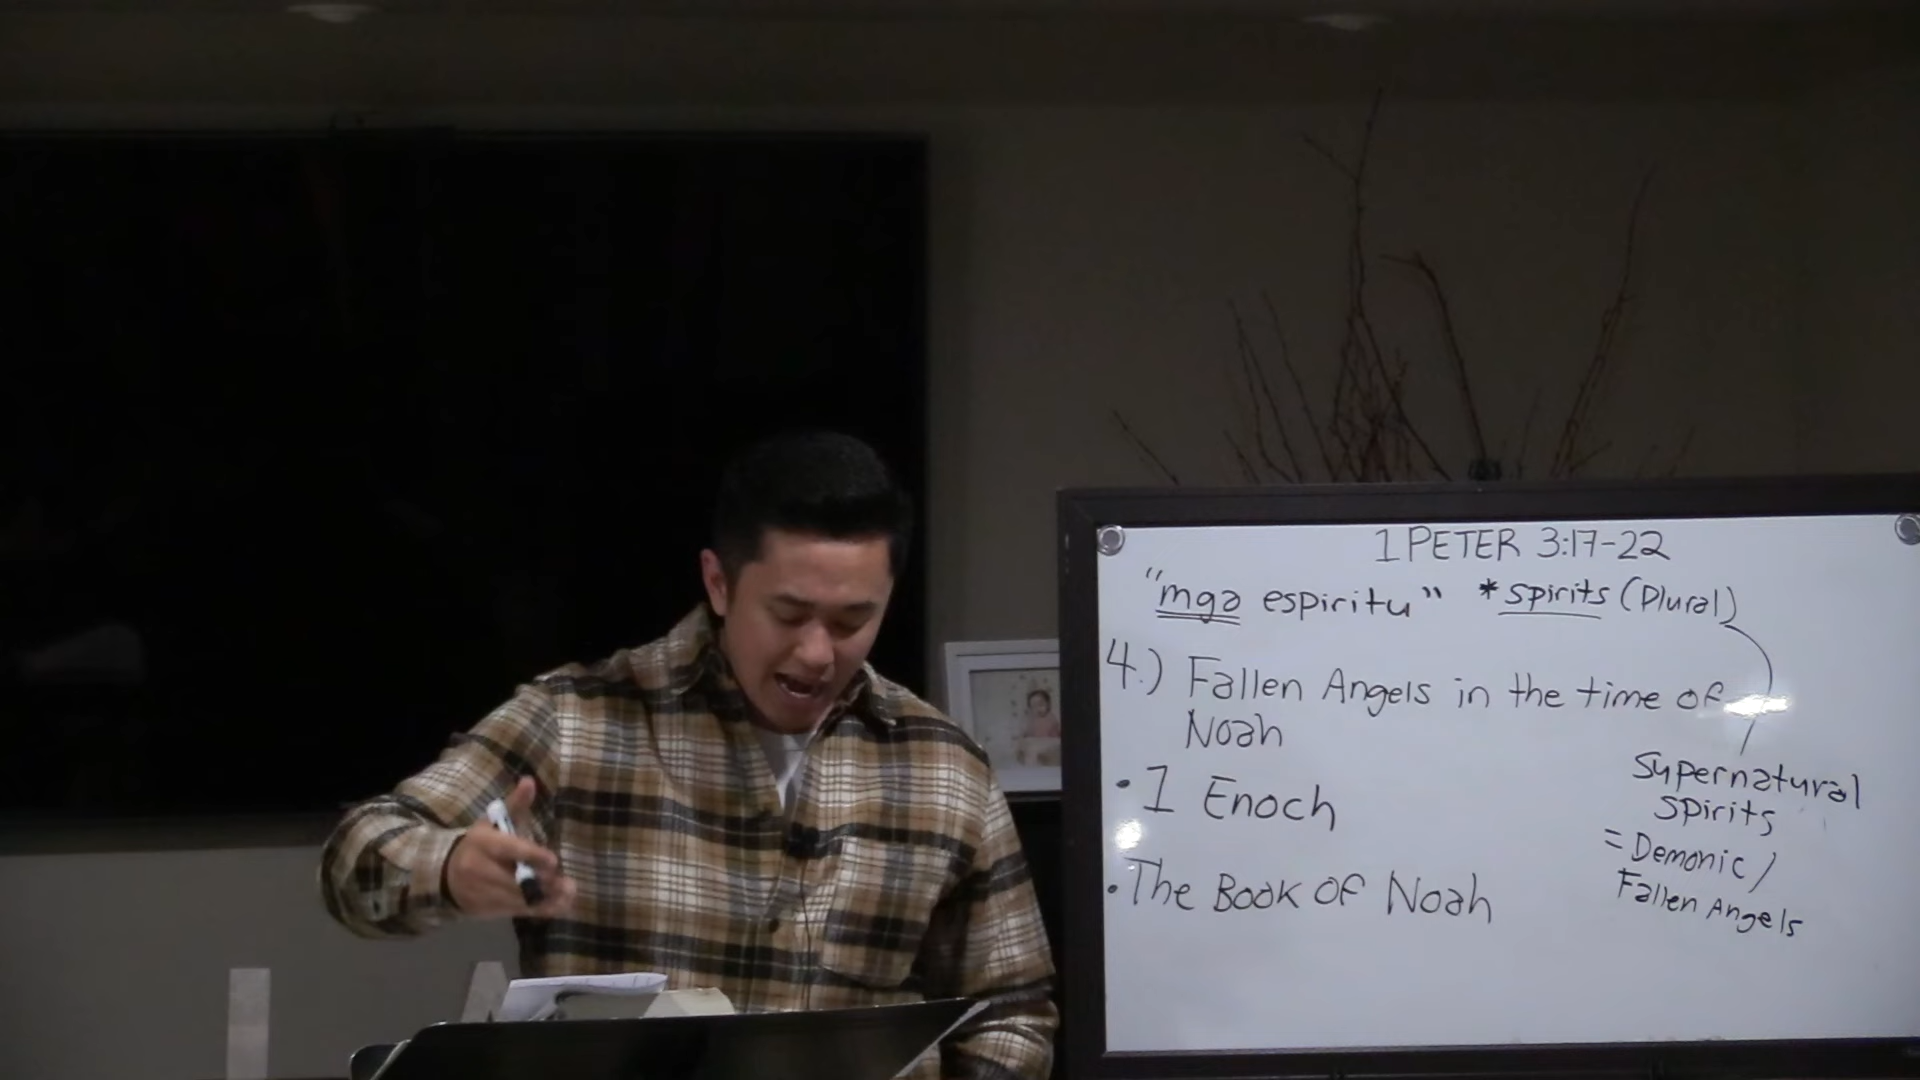 1 PETER 3:17-22
"mga espiritu" *spirits (Plural)
4.) Fallen Angels in the time of
Noah
• 1 Enoch
• The Book of Noah
Supernatural
spirits
= Demonic /
Fallen Angels